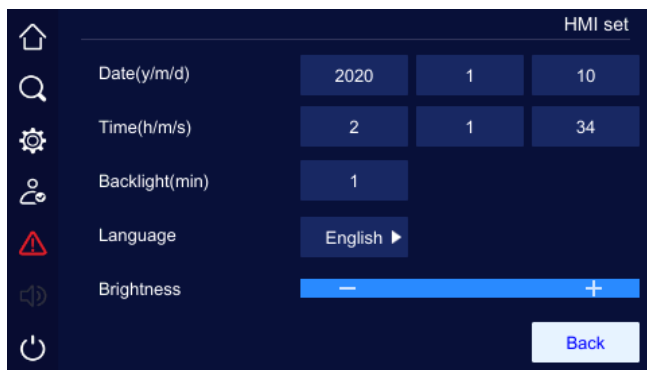 HMI set
Date(y/m/d) 2020 1 10
Time(h/m/s) 2 1 34
Backlight(min) 1
Language English
Brightness − +
Back